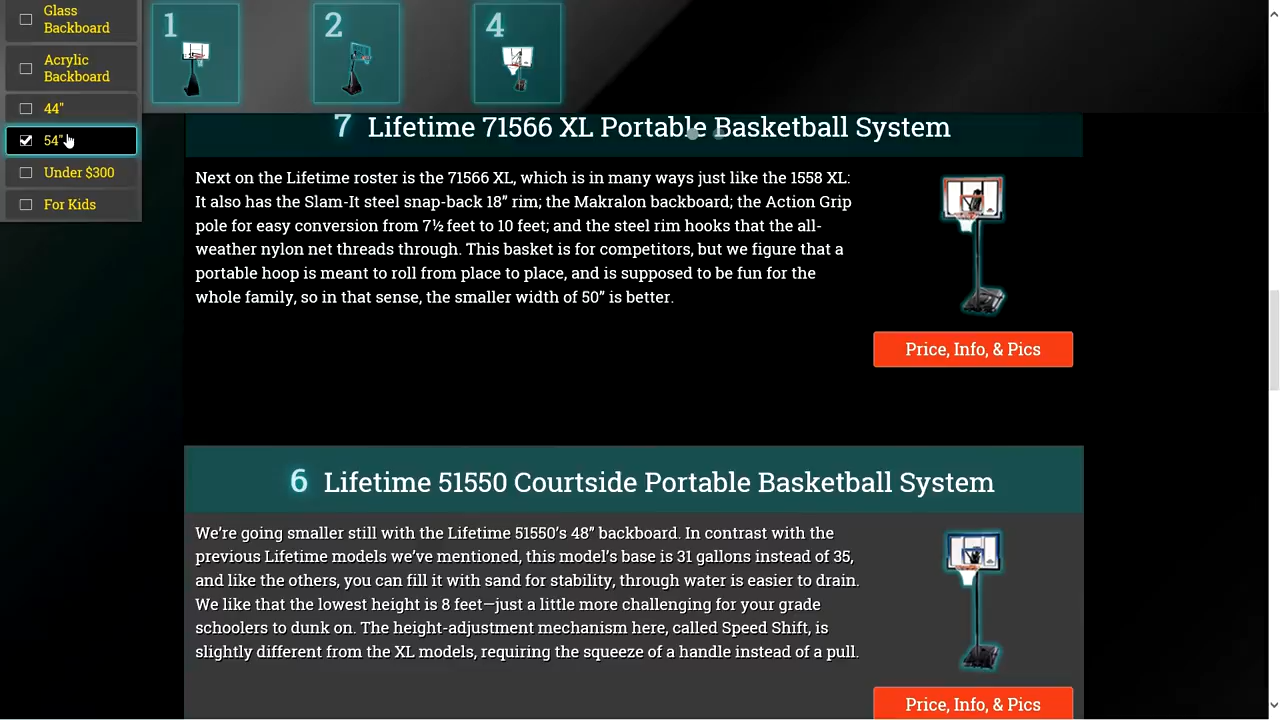 Glass
Backboard
Acrylic
Backboard
44"
54"
Under $300
For Kids
1
2
4
7 Lifetime 71566 XL Portable Basketball System
Next on the Lifetime roster is the 71566 XL, which is in many ways just like the 1558 XL:
It also has the Slam-It steel snap-back 18” rim; the Makralon backboard; the Action Grip
pole for easy conversion from 7½ feet to 10 feet; and the steel rim hooks that the all-
weather nylon net threads through. This basket is for competitors, but we figure that a
portable hoop is meant to roll from place to place, and is supposed to be fun for the
whole family, so in that sense, the smaller width of 50” is better.
Price, Info, & Pics
6 Lifetime 51550 Courtside Portable Basketball System
We’re going smaller still with the Lifetime 51550’s 48” backboard. In contrast with the
previous Lifetime models we’ve mentioned, this model’s base is 31 gallons instead of 35,
and like the others, you can fill it with sand for stability, through water is easier to drain.
We like that the lowest height is 8 feet—just a little more challenging for your grade
schoolers to dunk on. The height-adjustment mechanism here, called Speed Shift, is
slightly different from the XL models, requiring the squeeze of a handle instead of a pull.
Price, Info, & Pics